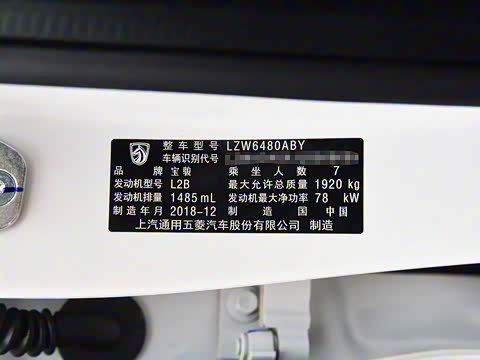 整车型号 LZW6480ABY
车辆识别代号
品牌 宝骏 乘坐人数 7
发动机型号 L2B 最大允许总质量 1920 kg
发动机排量 1485 mL 发动机最大净功率 78 kW
制造年月 2018-12 制造国 中国
上汽通用五菱汽车股份有限公司 制造